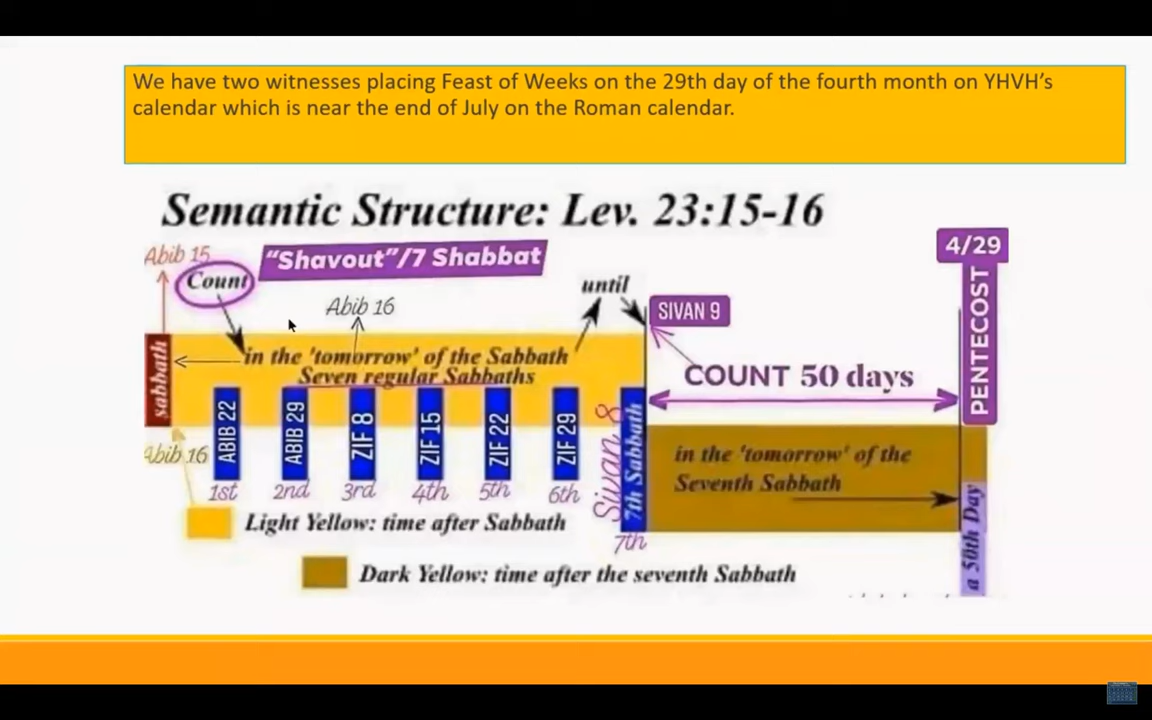 We have two witnesses placing Feast of Weeks on the 29th day of the fourth month on YHVH's
calendar which is near the end of July on the Roman calendar.
Semantic Structure: Lev. 23:15-16
Abib 15
Count
"Shavout"/7 Shabbat
4/29
PENTECOST
until
Abib 16
SIVAN 9
sabbath
in the 'tomorrow' of the Sabbath
Seven regular Sabbaths
COUNT 50 days
ABIB 22
ABIB 29
ZIF 8
ZIF 15
ZIF 22
ZIF 29
Sivan 8
7th Sabbath
Abib 16
in the 'tomorrow' of the
Seventh Sabbath
1st
2nd
3rd
4th
5th
6th
7th
a 50th Day
Light Yellow: time after Sabbath
Dark Yellow: time after the seventh Sabbath